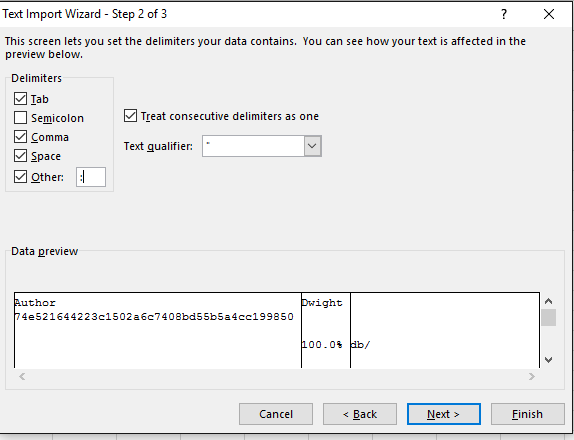 Text Import Wizard - Step 2 of 3
?
This screen lets you set the delimiters your data contains. You can see how your text is affected in the
preview below.
Delimiters
Tab
Semicolon
Comma
Space
Other: :
Treat consecutive delimiters as one
Text qualifier: "
Data preview
Author Dwight
74e521644223c1502a6c7408bd55b5a4cc199850
100.0% db/
Cancel < Back Next > Finish